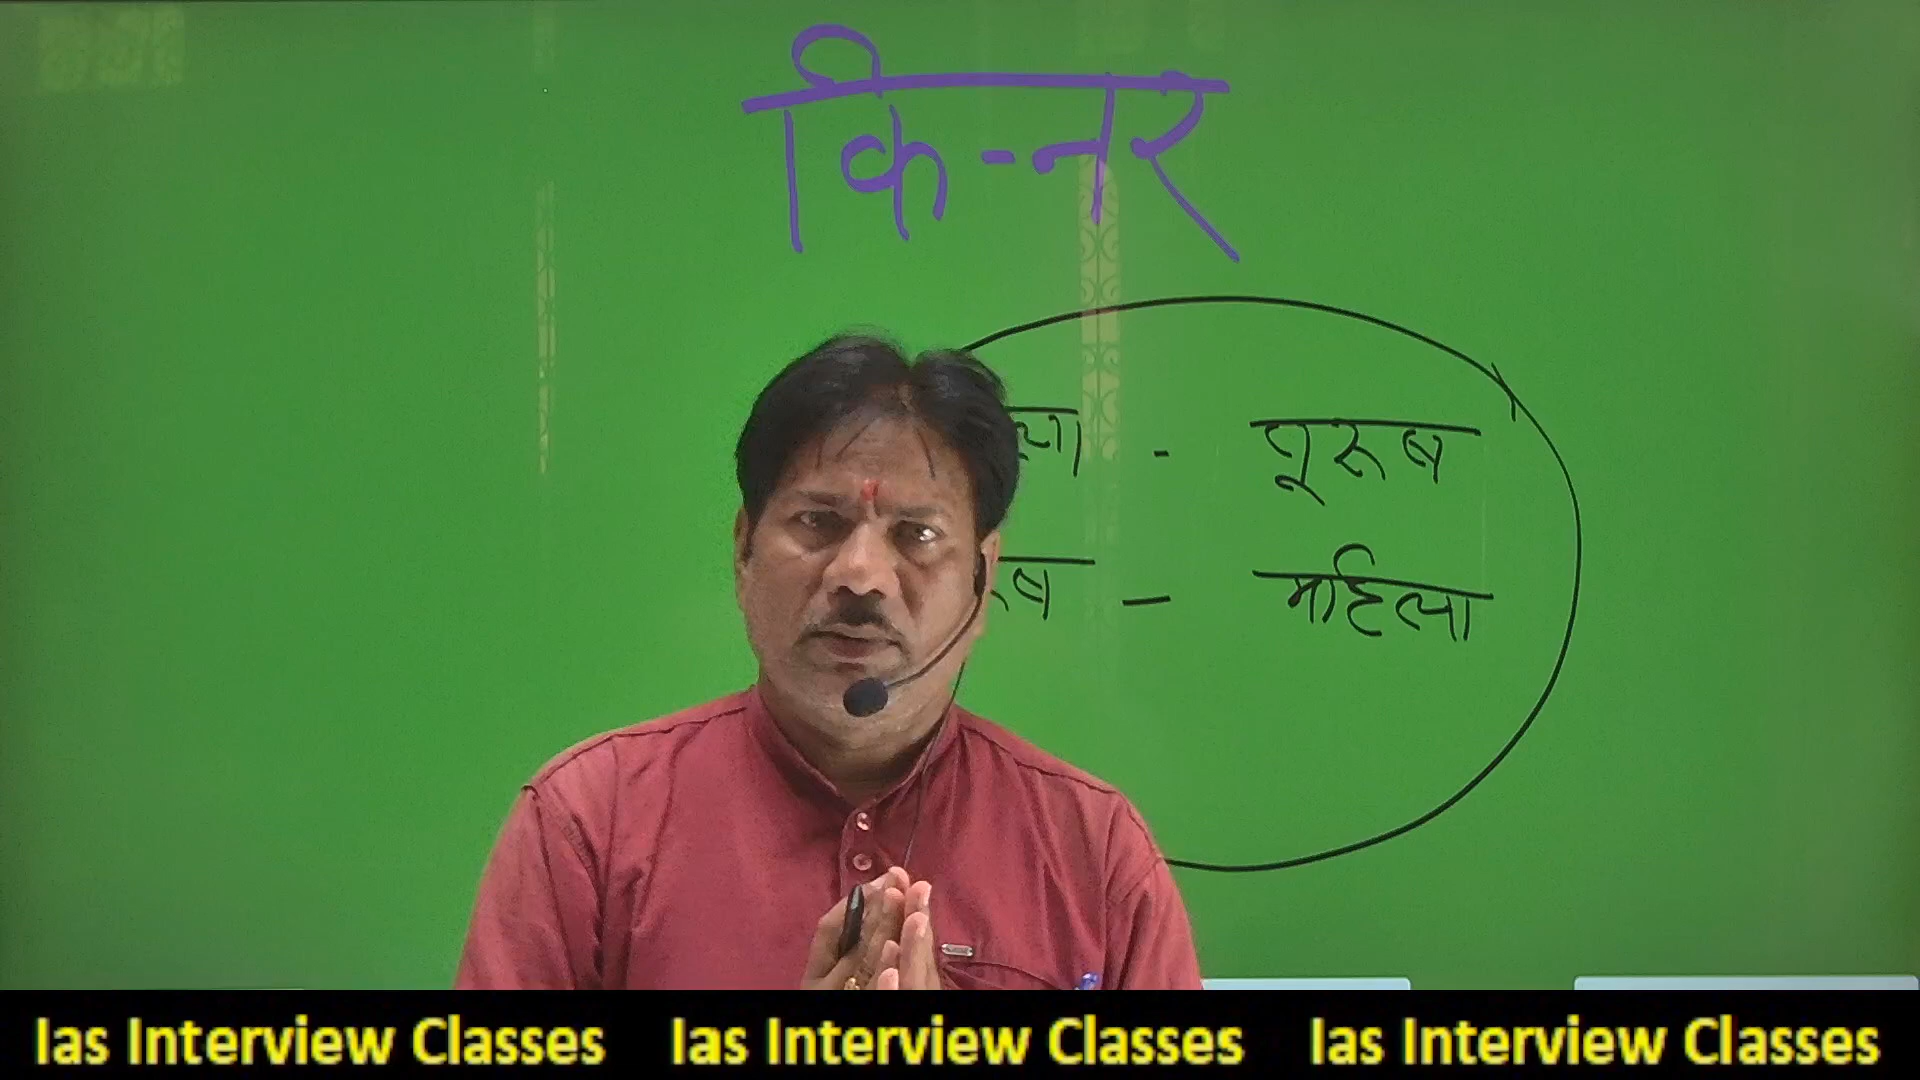 कि-नर
- पुरूष
- महिला
Ias Interview Classes Ias Interview Classes Ias Interview Classes